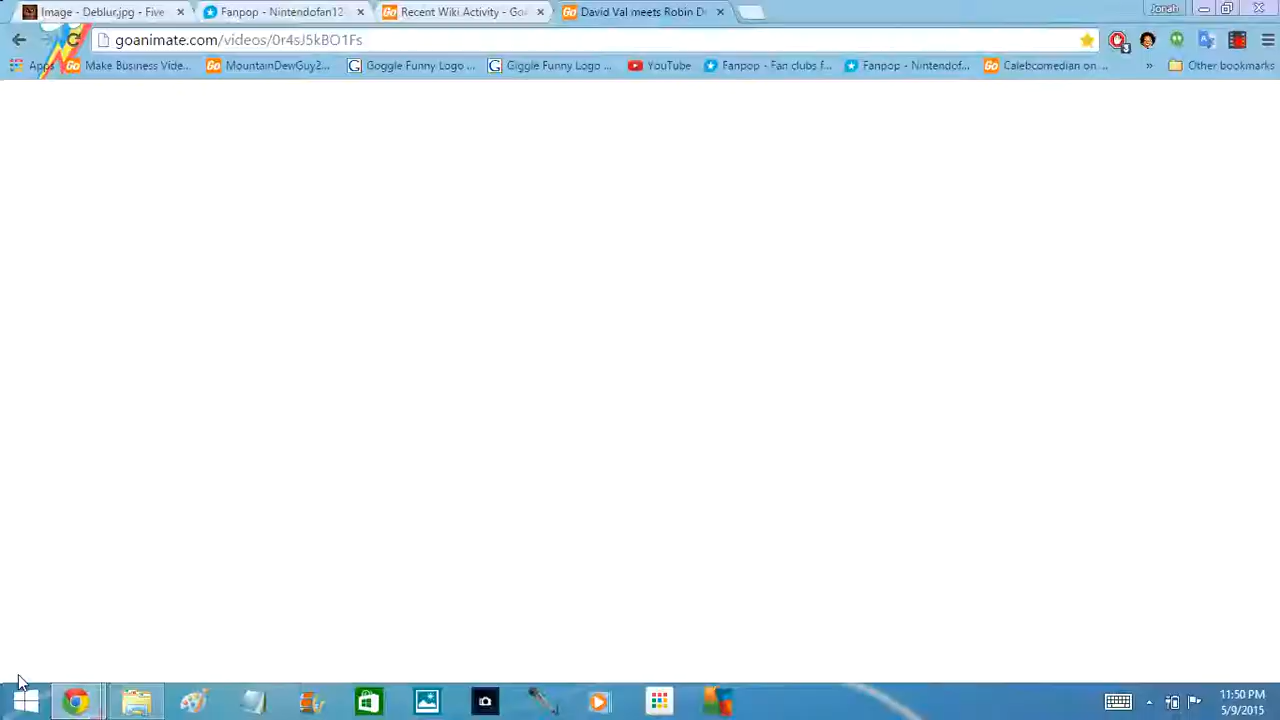 Image - Deblur.jpg - Five
Fanpop - Nintendofan12
Recent Wiki Activity - Go
David Val meets Robin D
Jonah
goanimate.com/videos/0r4sJ5kBO1Fs
3
Apps
Make Business Vide...
MountainDewGuy2...
Goggle Funny Logo ...
Giggle Funny Logo ...
YouTube
Fanpop - Fan clubs f...
Fanpop - Nintendof...
Calebcomedian on ...
»
Other bookmarks
11:50 PM
5/9/2015